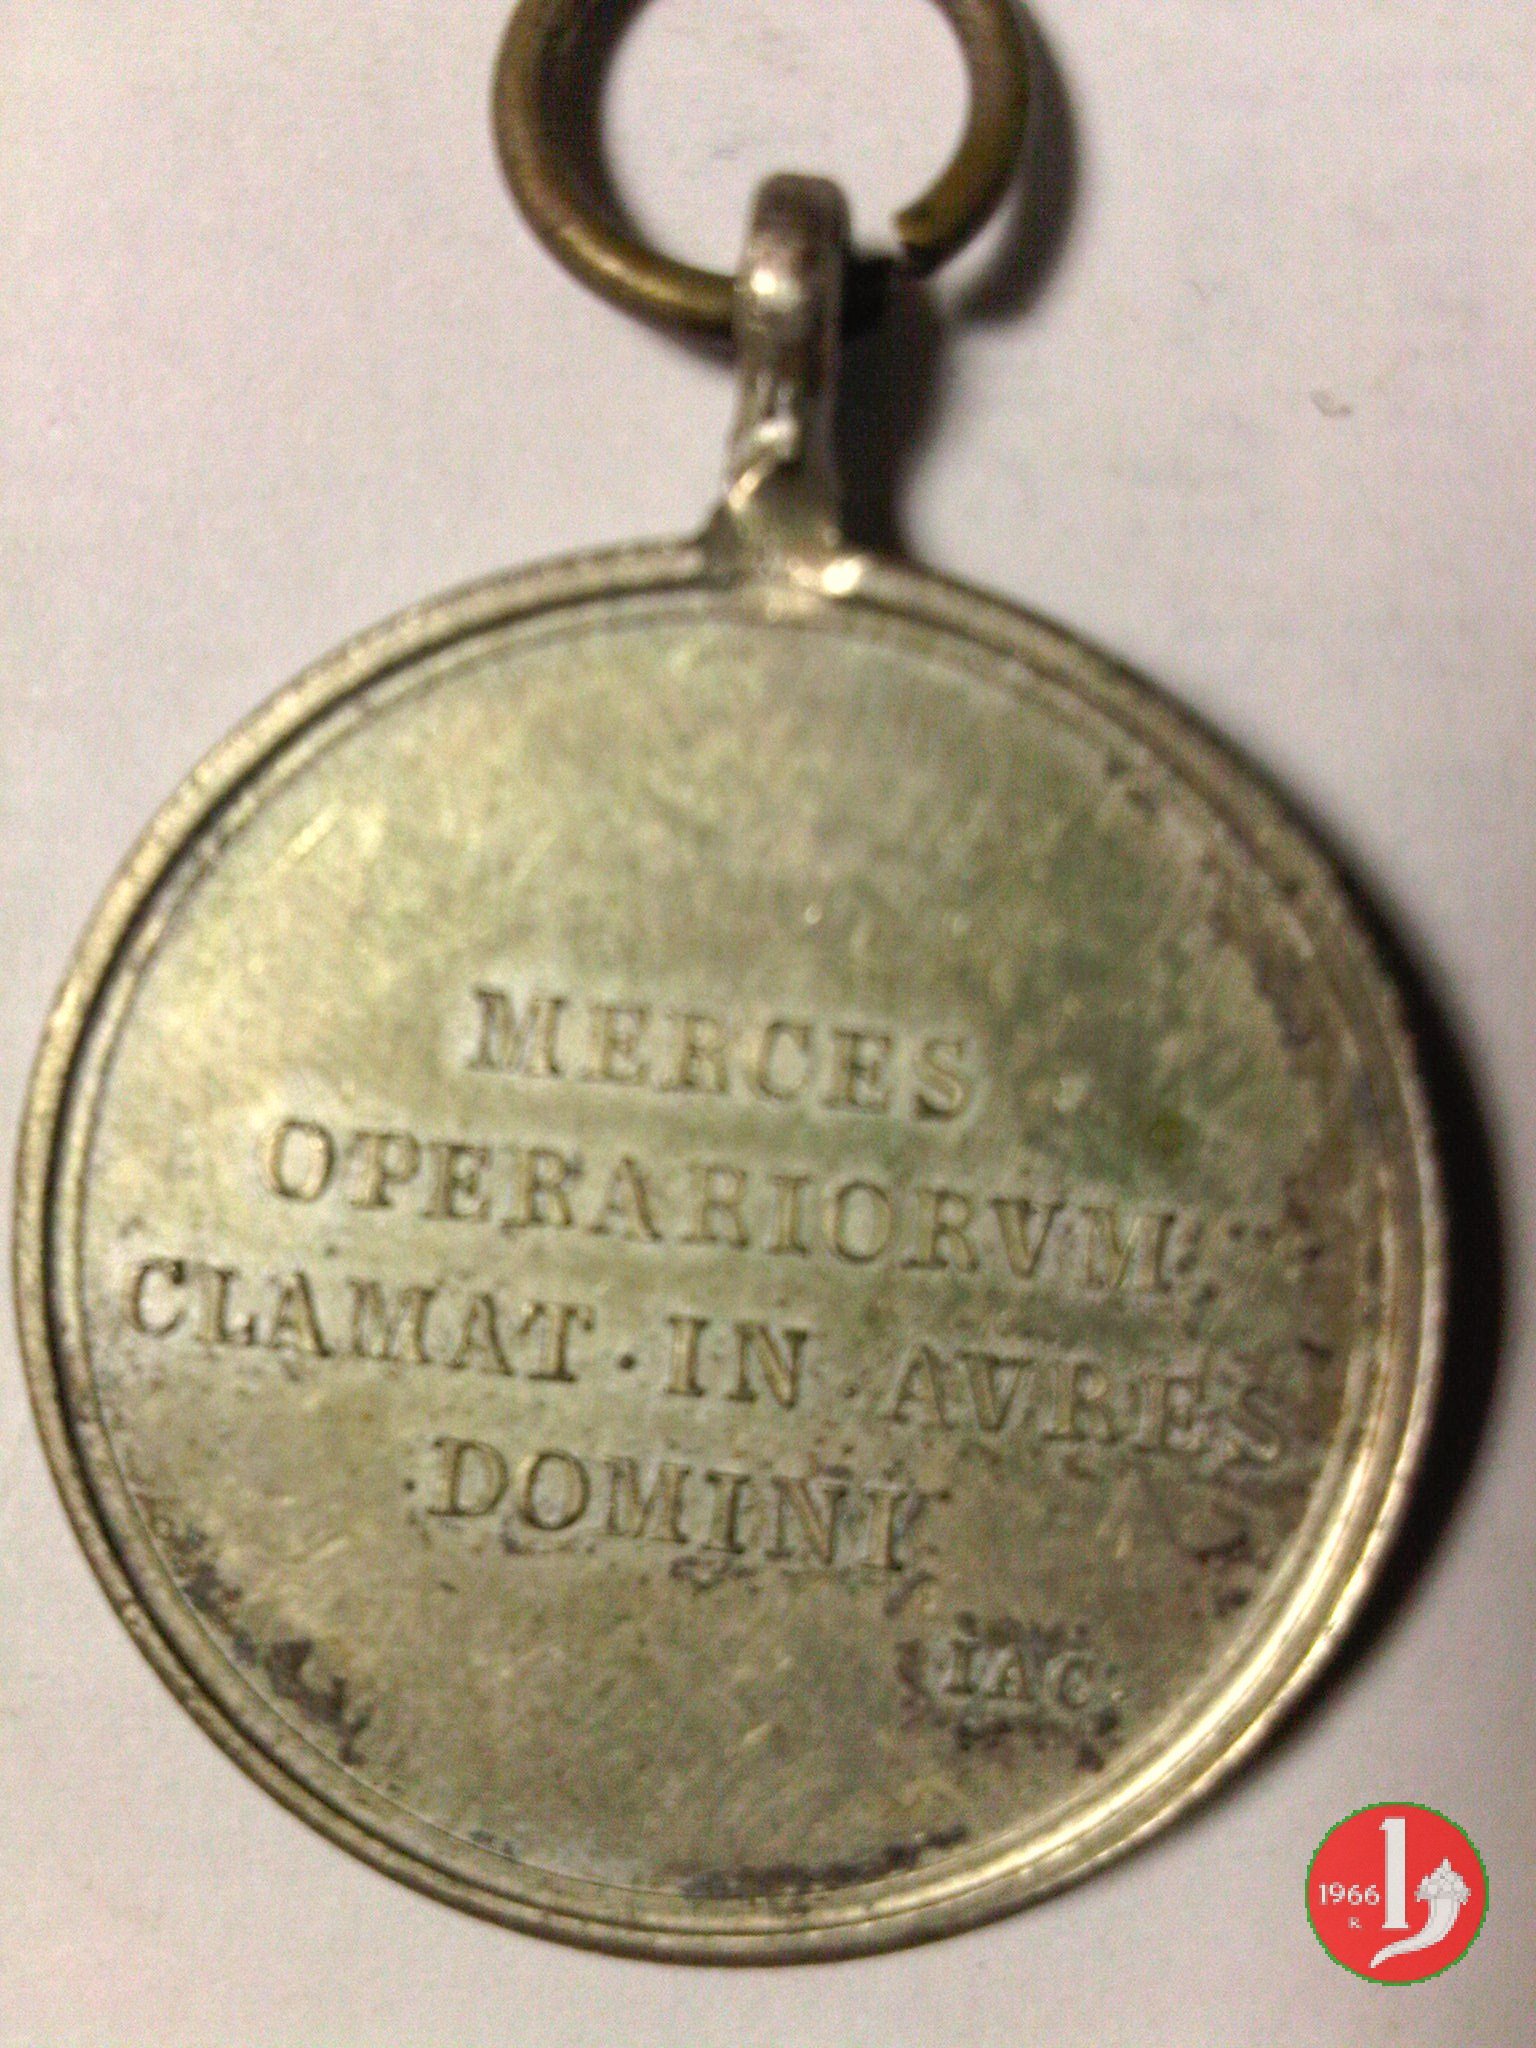 MERCES
OPERARIORVM
CLAMAT · IN AVRES
DOMINI
IAC.
1966
R